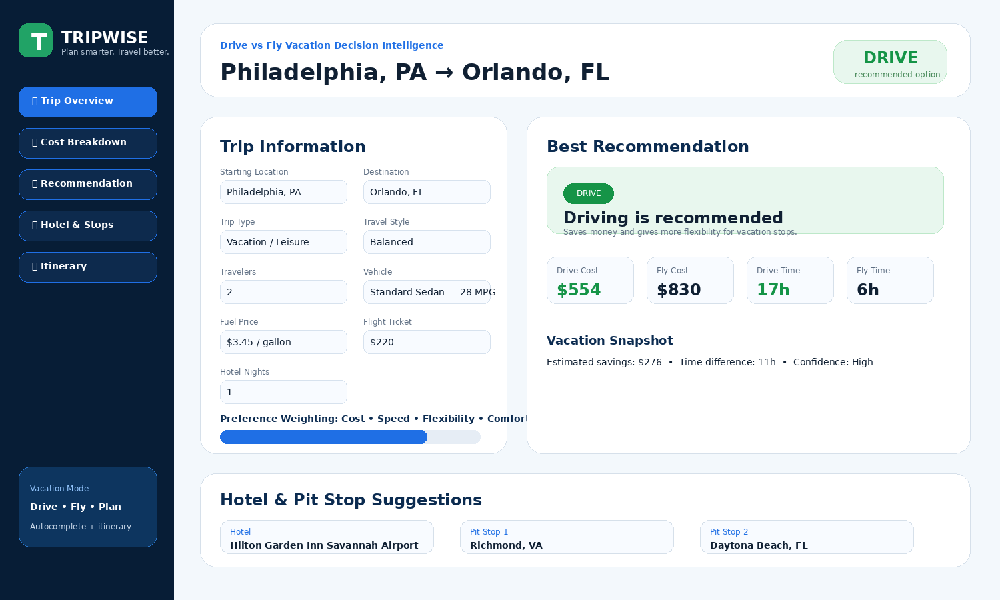 T TRIPWISE
Plan smarter. Travel better.
Trip Overview
Cost Breakdown
Recommendation
Hotel & Stops
Itinerary
Vacation Mode
Drive • Fly • Plan
Autocomplete + itinerary
Drive vs Fly Vacation Decision Intelligence
Philadelphia, PA → Orlando, FL
DRIVE
recommended option
Trip Information
Starting Location
Philadelphia, PA
Destination
Orlando, FL
Trip Type
Vacation / Leisure
Travel Style
Balanced
Travelers
2
Vehicle
Standard Sedan — 28 MPG
Fuel Price
$3.45 / gallon
Flight Ticket
$220
Hotel Nights
1
Preference Weighting: Cost • Speed • Flexibility • Comfort
Best Recommendation
DRIVE
Driving is recommended
Saves money and gives more flexibility for vacation stops.
Drive Cost
$554
Fly Cost
$830
Drive Time
17h
Fly Time
6h
Vacation Snapshot
Estimated savings: $276 • Time difference: 11h • Confidence: High
Hotel & Pit Stop Suggestions
Hotel
Hilton Garden Inn Savannah Airport
Pit Stop 1
Richmond, VA
Pit Stop 2
Daytona Beach, FL